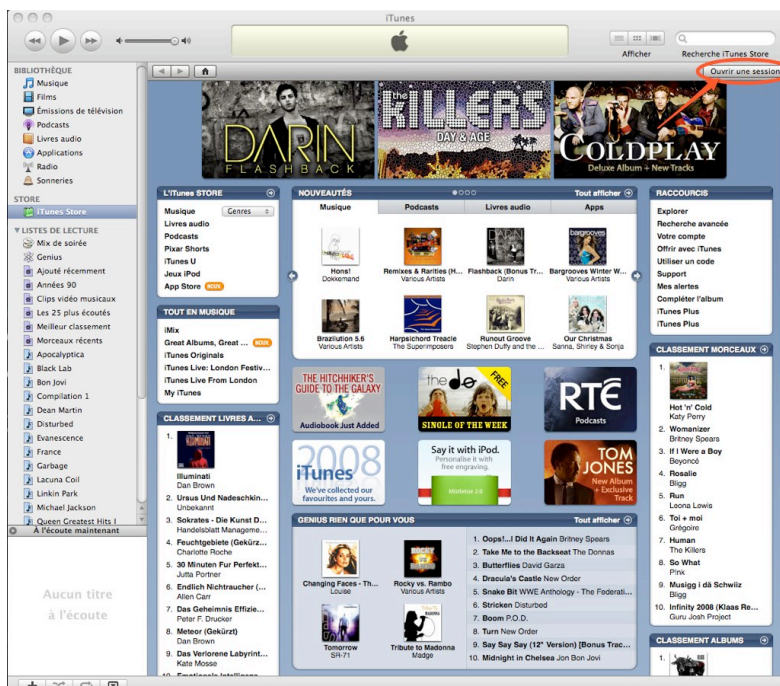 iTunes
Afficher
Recherche iTunes Store
Ouvrir une session
BIBLIOTHÈQUE
Musique
Films
Émissions de télévision
Podcasts
Livres audio
Applications
Radio
Sonneries
STORE
iTunes Store
LISTES DE LECTURE
Mix de soirée
Genius
Ajouté récemment
Années 90
Clips vidéo musicaux
Les 25 plus écoutés
Meilleur classement
Morceaux récents
Apocalyptica
Black Lab
Bon Jovi
Compilation 1
Dean Martin
Disturbed
Evanescence
France
Garbage
Lacuna Coil
Linkin Park
Michael Jackson
Queen Greatest Hits I
À l'écoute maintenant
Aucun titre
à l'écoute
DARIN
FLASHBACK
the KILLERS
DAY & AGE
COLDPLAY
Deluxe Album + New Tracks
L'iTunes STORE
Musique Genres
Livres audio
Podcasts
Pixar Shorts
iTunes U
Jeux iPod
App Store
TOUT EN MUSIQUE
iMix
Great Albums, Great ...
iTunes Originals
iTunes Live: London Festiv...
iTunes Live From London
My iTunes
CLASSEMENT LIVRES A...
1.
Illuminati
Dan Brown
2. Ursus Und Nadeschkin...
Unbekannt
3. Sokrates - Die Kunst D...
Handelsblatt Manageme...
4. Feuchtgebiete (Gekürz...
Charlotte Roche
5. 30 Minuten Fur Perfekt...
Jutta Portner
6. Endlich Nichtraucher (...
Allen Carr
7. Das Geheimnis Effizie...
Peter F. Drucker
8. Meteor (Gekürzt)
Dan Brown
9. Das Verlorene Labyrint...
Kate Mosse
NOUVEAUTÉS
Tout afficher
Musique
Podcasts
Livres audio
Apps
Hons!
Dokkemand
Remixes & Rarities (H...
Various Artists
Flashback (Bonus Tr...
Darin
Bargrooves Winter W...
Various Artists
Brazilution 5.6
Various Artists
Harpsichord Treacle
The Superimposers
Runout Groove
Stephen Duffy and the ...
Our Christmas
Sanna, Shirley & Sonja
THE HITCHHIKER'S
GUIDE TO THE GALAXY
Audiobook Just Added
the dø
FREE
SINGLE OF THE WEEK
RTÉ
Podcasts
2008
iTunes
We've collected our
favourites and yours.
Say it with iPod.
Personalise it with
free engraving.
TOM
JONES
New Album
+ Exclusive
Track
GENIUS RIEN QUE POUR VOUS
Tout afficher
Changing Faces - Th...
Louise
Rocky vs. Rambo
Various Artists
Tomorrow
SR-71
Tribute to Madonna
Madge
1. Oops!...I Did It Again Britney Spears
2. Take Me to the Backseat The Donnas
3. Butterflies David Garza
4. Dracula's Castle New Order
5. Snake Bit WWE Anthology - The Federati...
6. Stricken Disturbed
7. Boom P.O.D.
8. Turn New Order
9. Say Say Say (12" Version) [Bonus Trac...
10. Midnight in Chelsea Jon Bon Jovi
RACCOURCIS
Explorer
Recherche avancée
Votre compte
Offrir avec iTunes
Utiliser un code
Support
Mes alertes
Compléter l'album
iTunes Plus
iTunes Plus
CLASSEMENT MORCEAUX
1.
Hot 'n' Cold
Katy Perry
2. Womanizer
Britney Spears
3. If I Were a Boy
Beyoncé
4. Rosalie
Bligg
5. Run
Leona Lewis
6. Toi + moi
Grégoire
7. Human
The Killers
8. So What
P!nk
9. Musigg i dä Schwiiz
Bligg
10. Infinity 2008 (Klaas Re...
Guru Josh Project
CLASSEMENT ALBUMS
1.